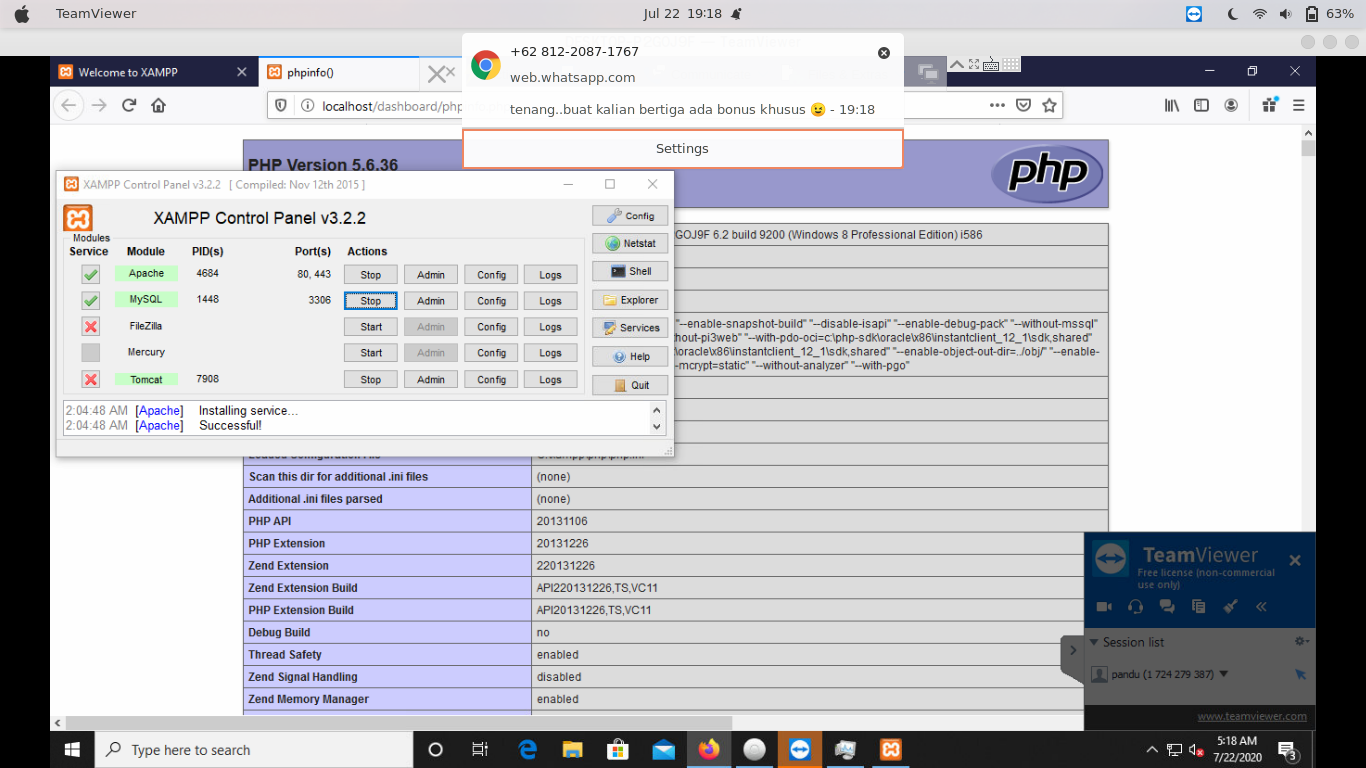 TeamViewer
Jul 22 19:18
63%
Welcome to XAMPP
phpinfo()
localhost/dashboard/php
+62 812-2087-1767
web.whatsapp.com
tenang..buat kalian bertiga ada bonus khusus 😉 - 19:18
Settings
PHP Version 5.6.36
php
XAMPP Control Panel v3.2.2 [ Compiled: Nov 12th 2015 ]
XAMPP Control Panel v3.2.2
Config
Modules
Service Module PID(s) Port(s) Actions
Netstat
Apache 4684 80, 443 Stop Admin Config Logs
Shell
MySQL 1448 3306 Stop Admin Config Logs
Explorer
FileZilla Start Admin Config Logs
Services
Mercury Start Admin Config Logs
Help
Tomcat 7908 Stop Admin Config Logs
Quit
2:04:48 AM [Apache] Installing service...
2:04:48 AM [Apache] Successful!
GOJ9F 6.2 build 9200 (Windows 8 Professional Edition) i586
"--enable-snapshot-build" "--disable-isapi" "--enable-debug-pack" "--without-mssql"
hout-pi3web" "--with-pdo-oci=c:\php-sdk\oracle\x86\instantclient_12_1\sdk,shared"
\oracle\x86\instantclient_12_1\sdk,shared" "--enable-object-out-dir=../obj/" "--enable-
-mcrypt=static" "--without-analyzer" "--with-pgo"
Scan this dir for additional .ini files (none)
Additional .ini files parsed (none)
PHP API 20131106
PHP Extension 20131226
Zend Extension 220131226
Zend Extension Build API220131226,TS,VC11
PHP Extension Build API20131226,TS,VC11
Debug Build no
Thread Safety enabled
Zend Signal Handling disabled
Zend Memory Manager enabled
TeamViewer
Free license (non-commercial
use only)
Session list
pandu (1 724 279 387)
www.teamviewer.com
Type here to search
5:18 AM
7/22/2020
3